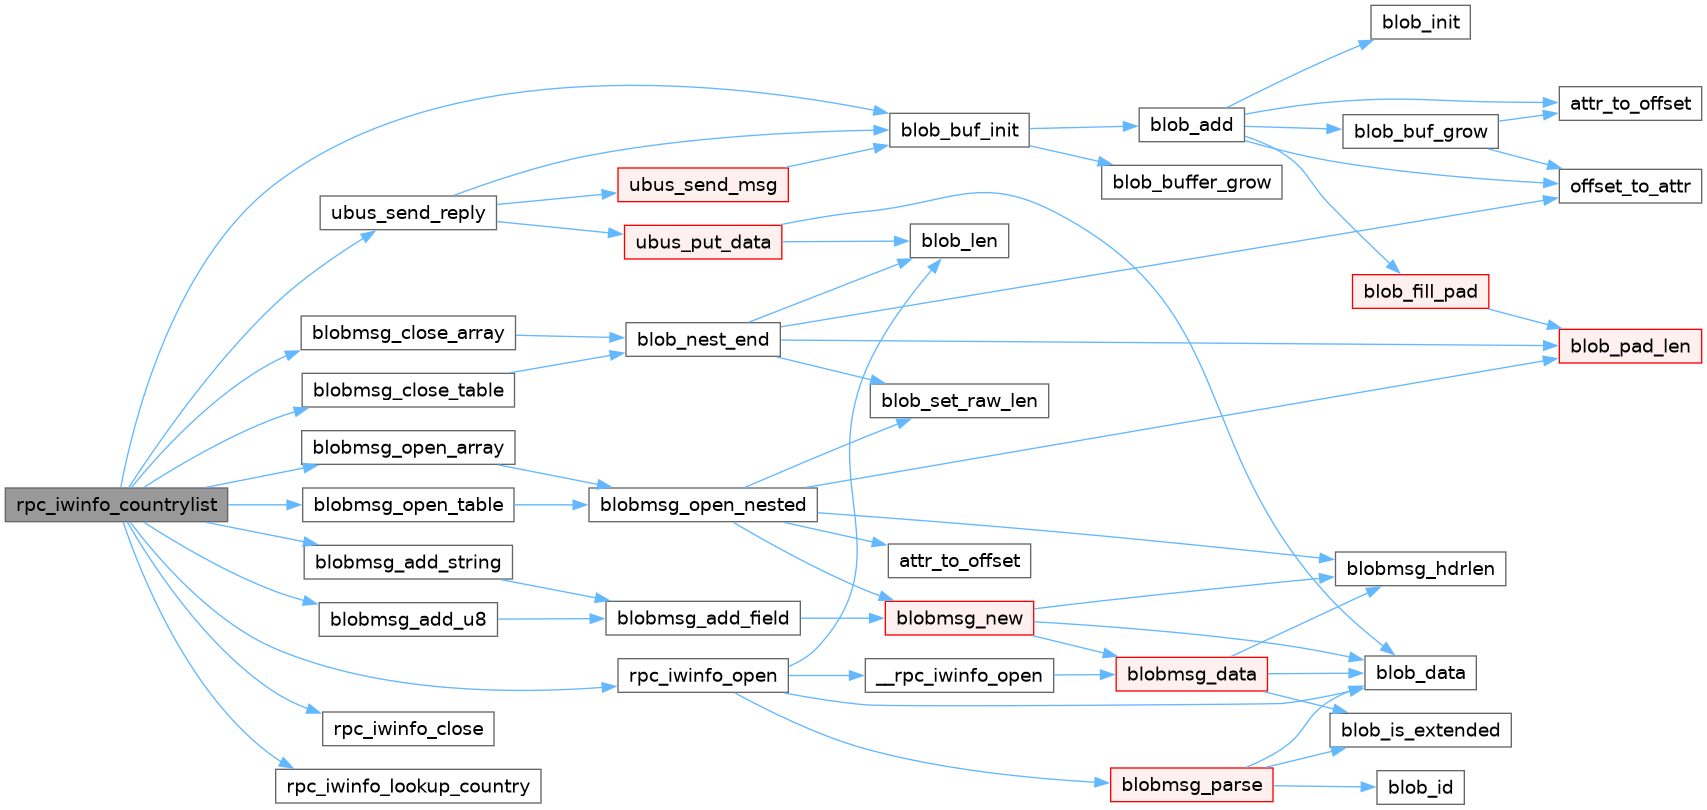 blob_init
attr_to_offset
blob_add
blob_buf_init
blob_buf_grow
ubus_send_msg
blob_buffer_grow
offset_to_attr
ubus_send_reply
ubus_put_data
blob_len
blob_fill_pad
blobmsg_close_array
blob_nest_end
blob_pad_len
blobmsg_close_table
blob_set_raw_len
blobmsg_open_array
rpc_iwinfo_countrylist
blobmsg_open_table
blobmsg_open_nested
blobmsg_add_string
attr_to_offset
blobmsg_hdrlen
blobmsg_add_u8
blobmsg_add_field
blobmsg_new
rpc_iwinfo_open
__rpc_iwinfo_open
blobmsg_data
blob_data
rpc_iwinfo_close
blob_is_extended
rpc_iwinfo_lookup_country
blobmsg_parse
blob_id